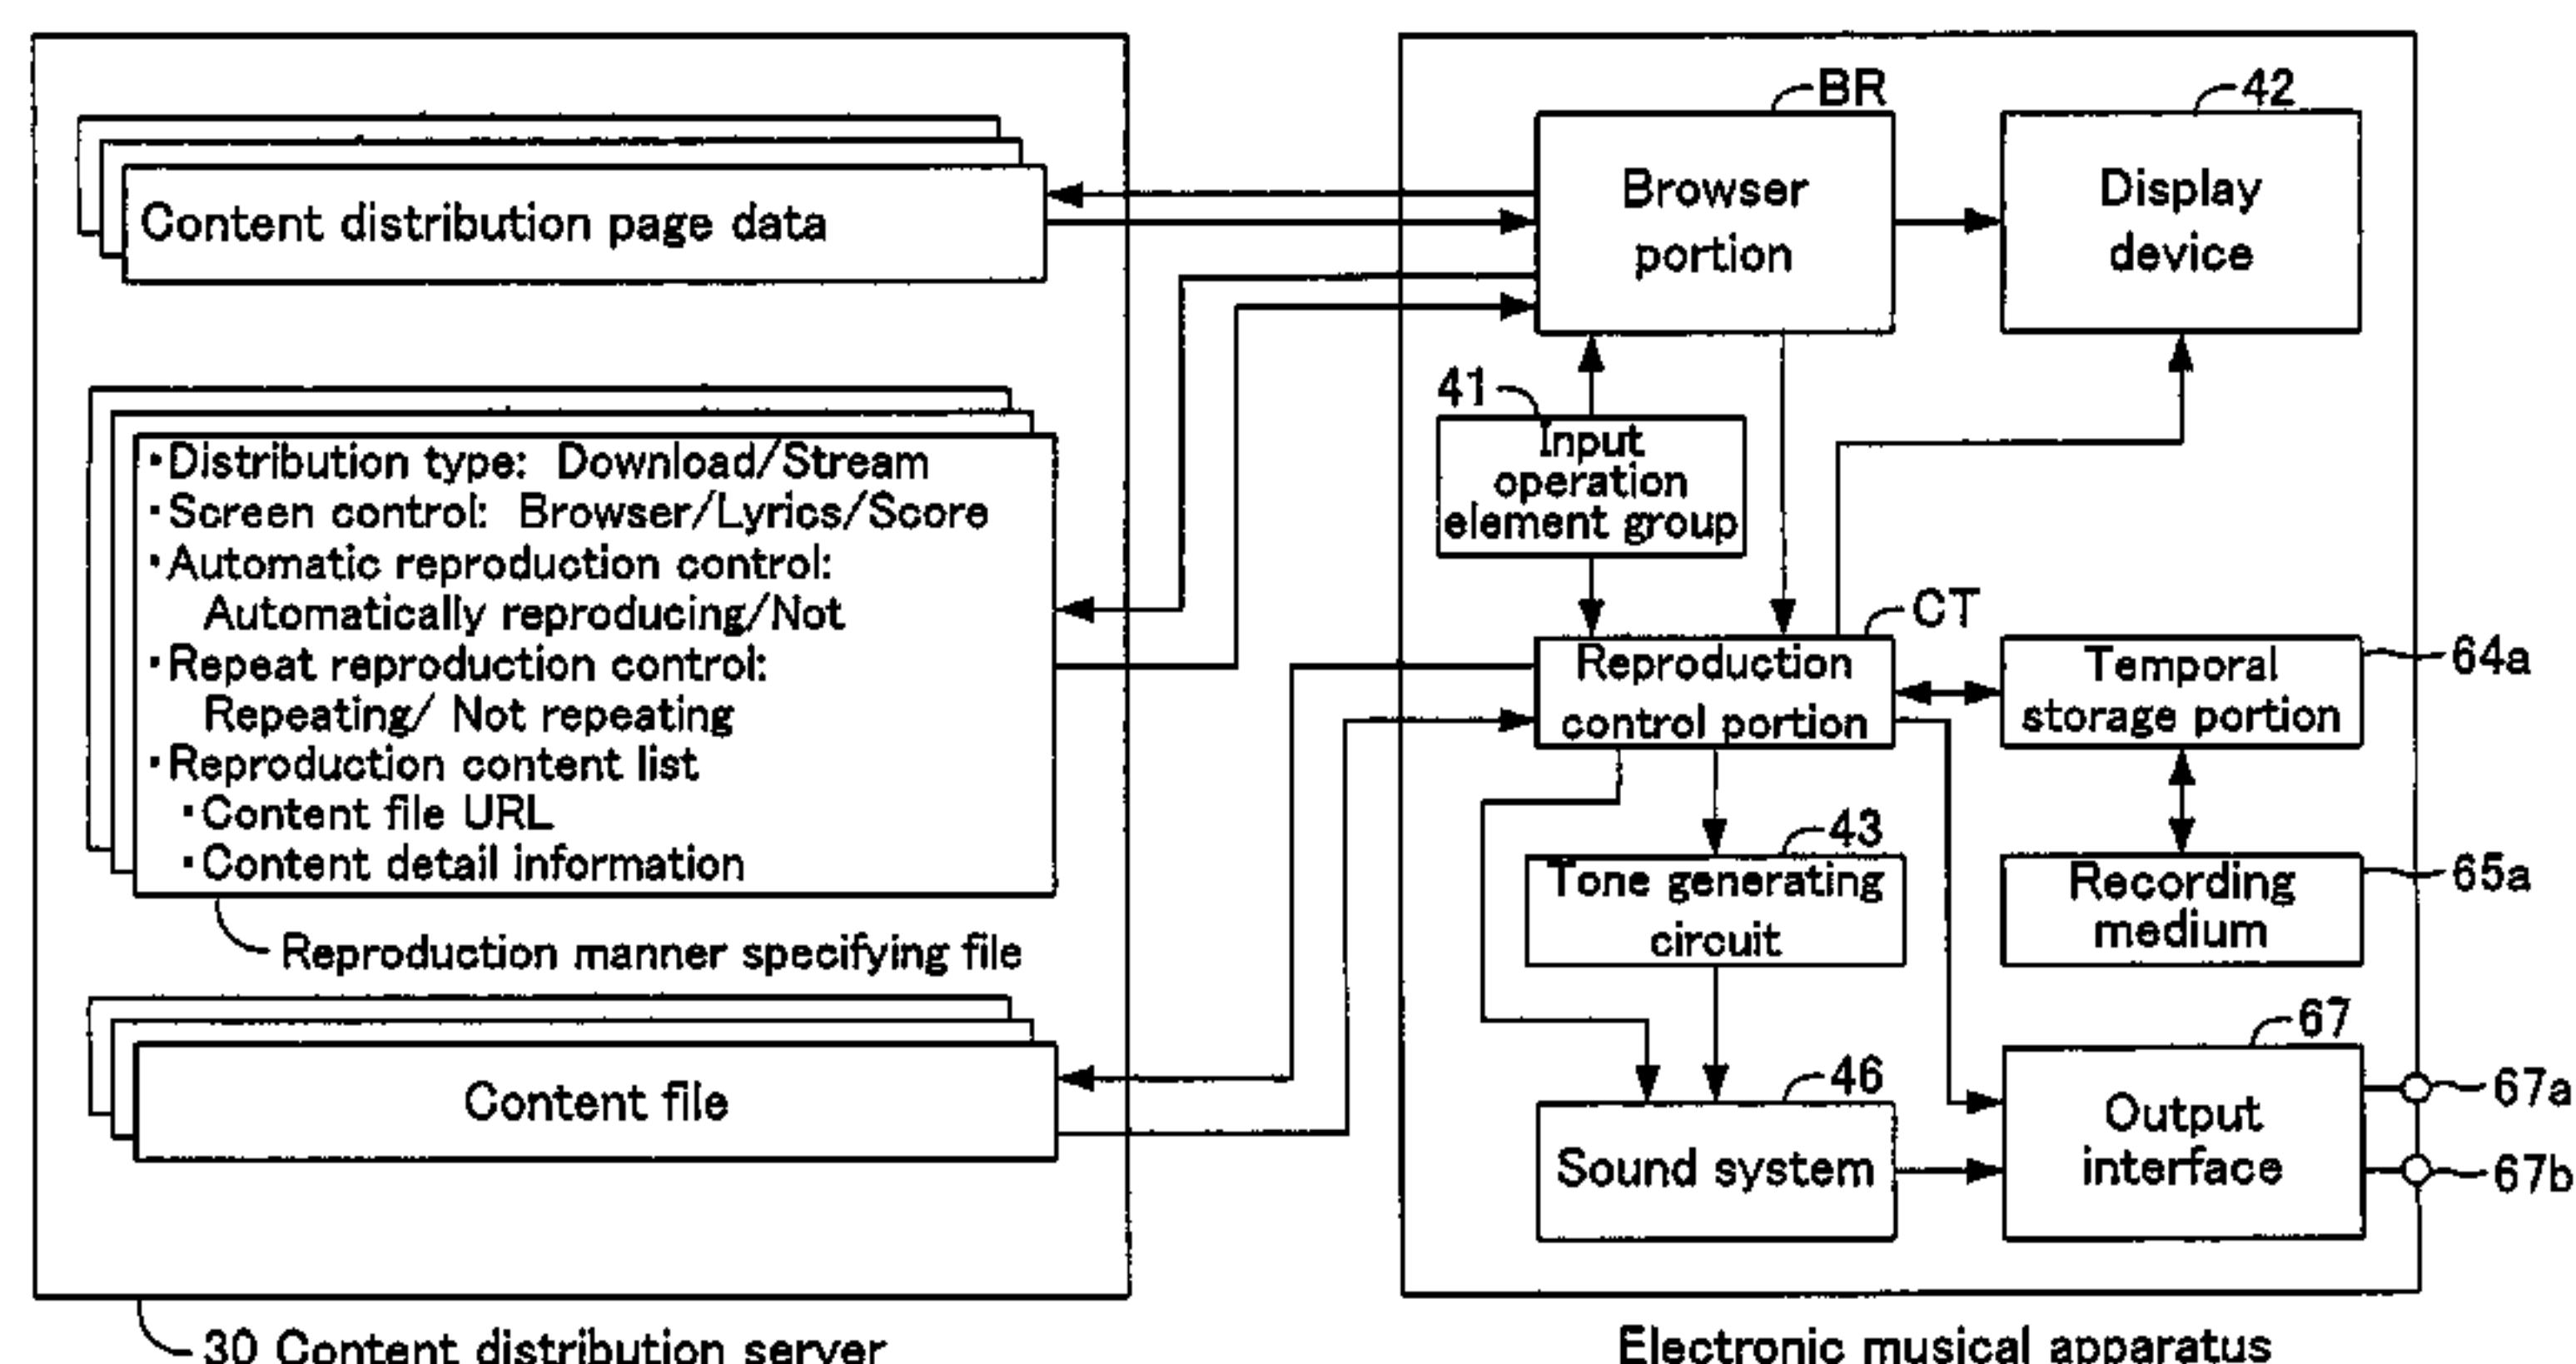 Content distribution page data
・Distribution type: Download/Stream
・Screen control: Browser/Lyrics/Score
・Automatic reproduction control:
Automatically reproducing/Not
・Repeat reproduction control:
Repeating/ Not repeating
・Reproduction content list
・Content file URL
・Content detail information
Reproduction manner specifying file
Content file
30 Content distribution server
BR
Browser
portion
42
Display
device
41
Input
operation
element group
CT
Reproduction
control portion
Temporal
storage portion
64a
43
Tone generating
circuit
Recording
medium
65a
46
Sound system
67
Output
interface
67a
67b
Electronic musical apparatus